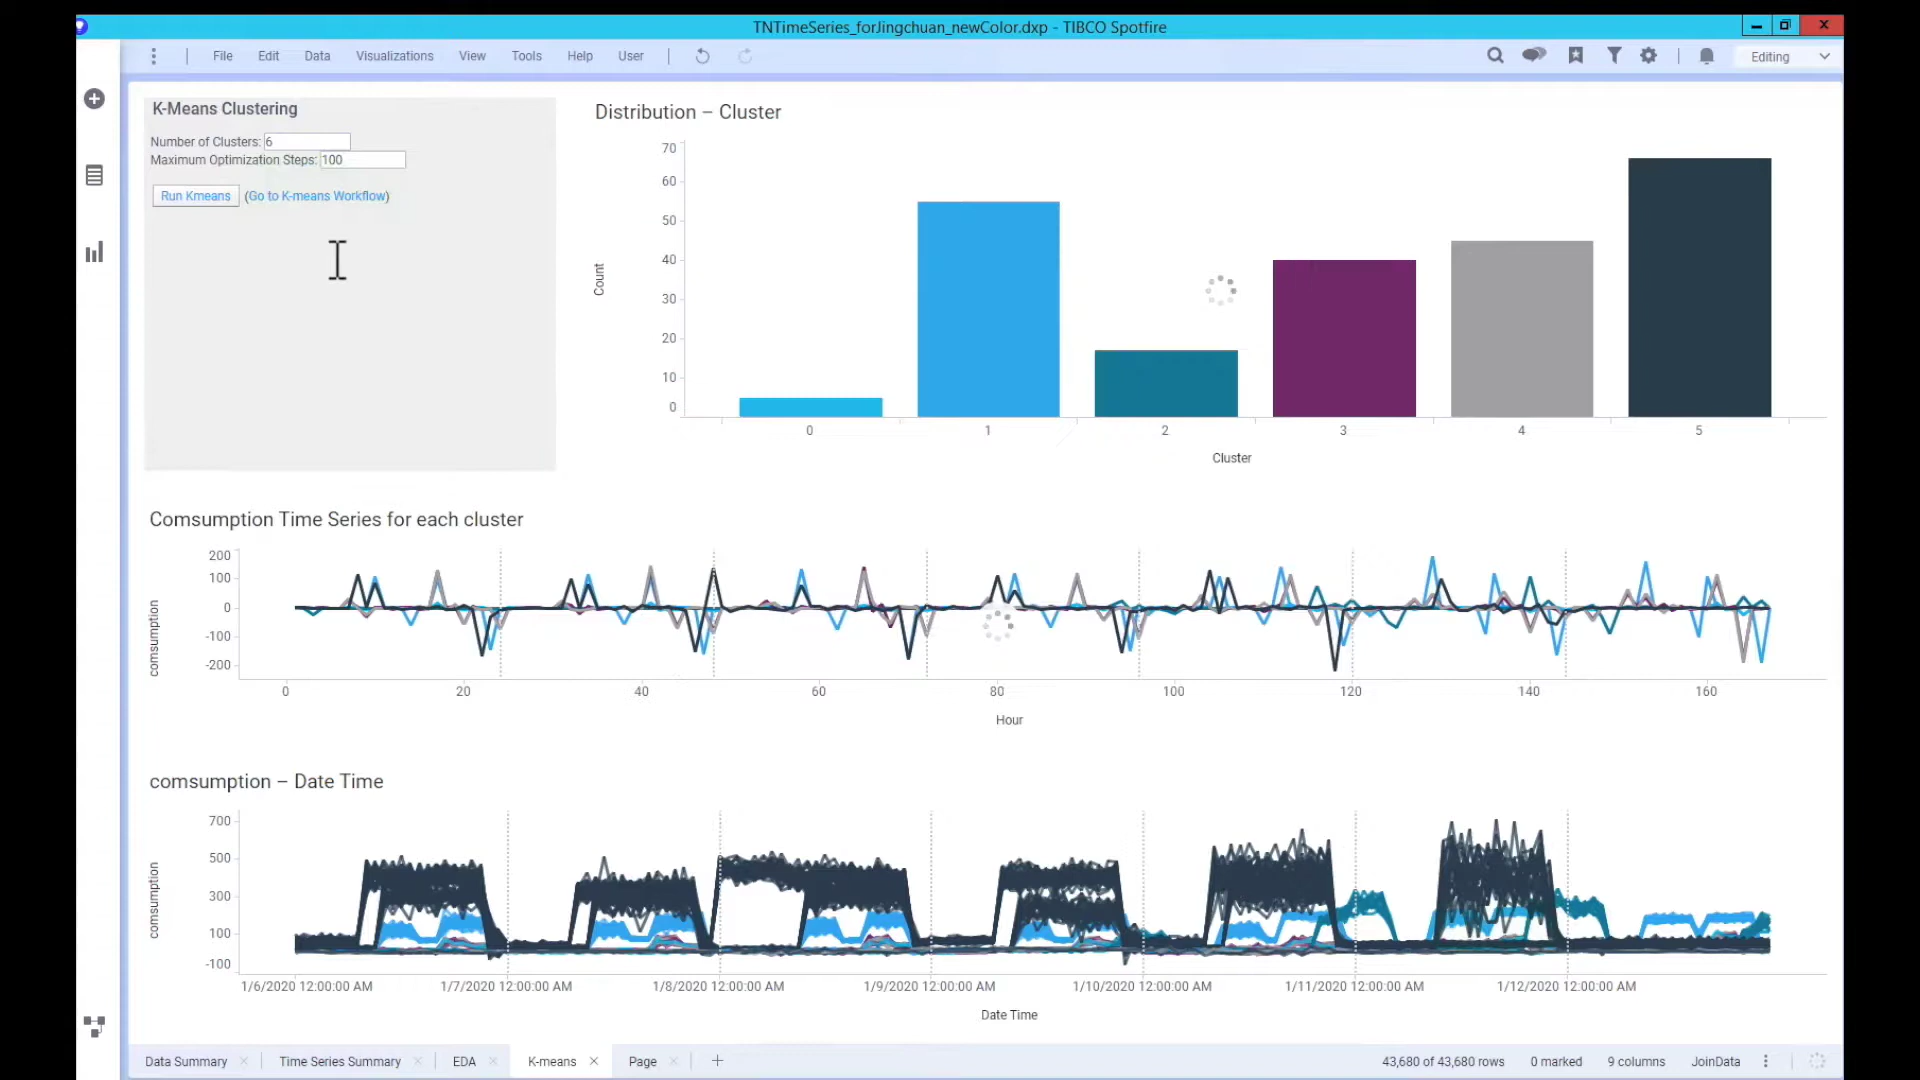 TNTimeSeries_forJingchuan_newColor.dxp - TIBCO Spotfire
File Edit Data Visualizations View Tools Help User
Editing
K-Means Clustering
Number of Clusters: 6
Maximum Optimization Steps: 100
Run Kmeans (Go to K-means Workflow)
Distribution – Cluster
70
60
50
40
30
20
10
0
Count
0 1 2 3 4 5
Cluster
Comsumption Time Series for each cluster
200
100
0
-100
-200
comsumption
0 20 40 60 80 100 120 140 160
Hour
comsumption – Date Time
700
500
300
100
-100
comsumption
1/6/2020 12:00:00 AM 1/7/2020 12:00:00 AM 1/8/2020 12:00:00 AM 1/9/2020 12:00:00 AM 1/10/2020 12:00:00 AM 1/11/2020 12:00:00 AM 1/12/2020 12:00:00 AM
Date Time
Data Summary Time Series Summary EDA K-means Page 43,680 of 43,680 rows 0 marked 9 columns JoinData